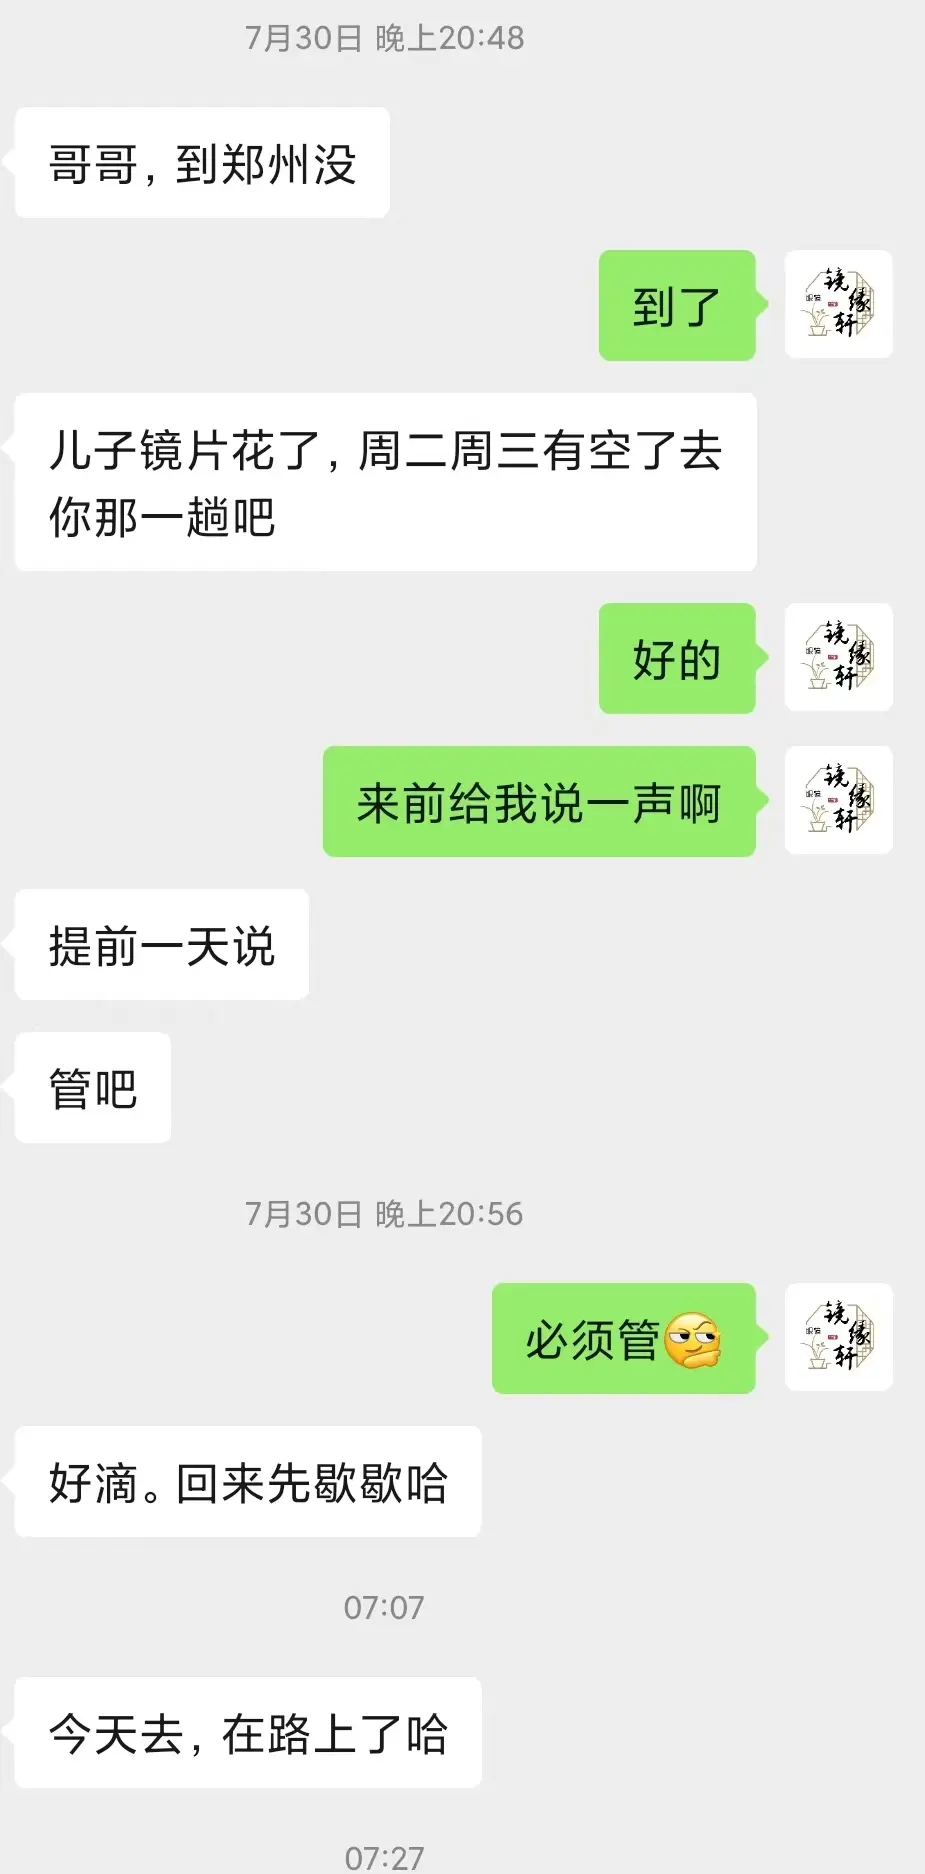 7月30日 晚上20:48
哥哥，到郑州没
到了
镜缘轩
儿子镜片花了，周二周三有空了去
你那一趟吧
好的
镜缘轩
来前给我说一声啊
镜缘轩
提前一天说
管吧
7月30日 晚上20:56
必须管🤔
镜缘轩
好滴。回来先歇歇哈
07:07
今天去，在路上了哈
07:27